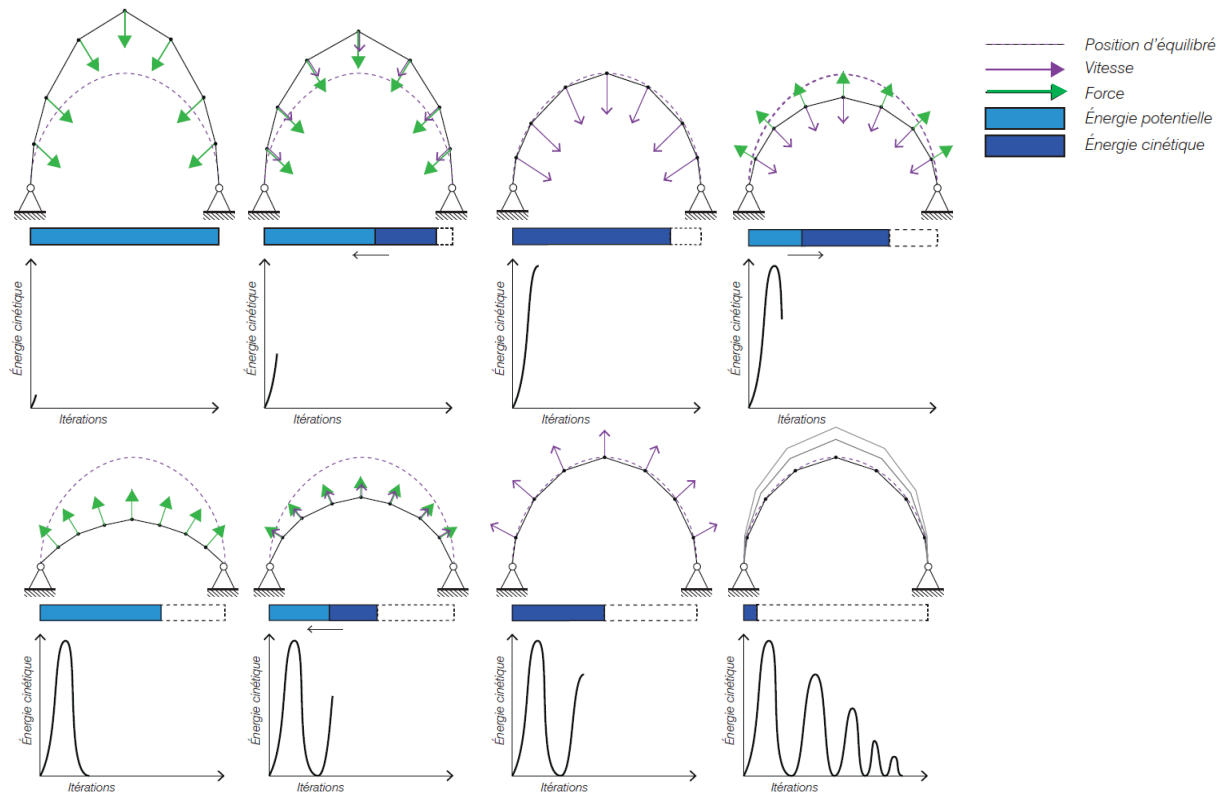 Position d'équilibré
Vitesse
Force
Énergie potentielle
Énergie cinétique
Énergie cinétique
Itérations
Énergie cinétique
Itérations
Énergie cinétique
Itérations
Énergie cinétique
Itérations
Énergie cinétique
Itérations
Énergie cinétique
Itérations
Énergie cinétique
Itérations
Énergie cinétique
Itérations